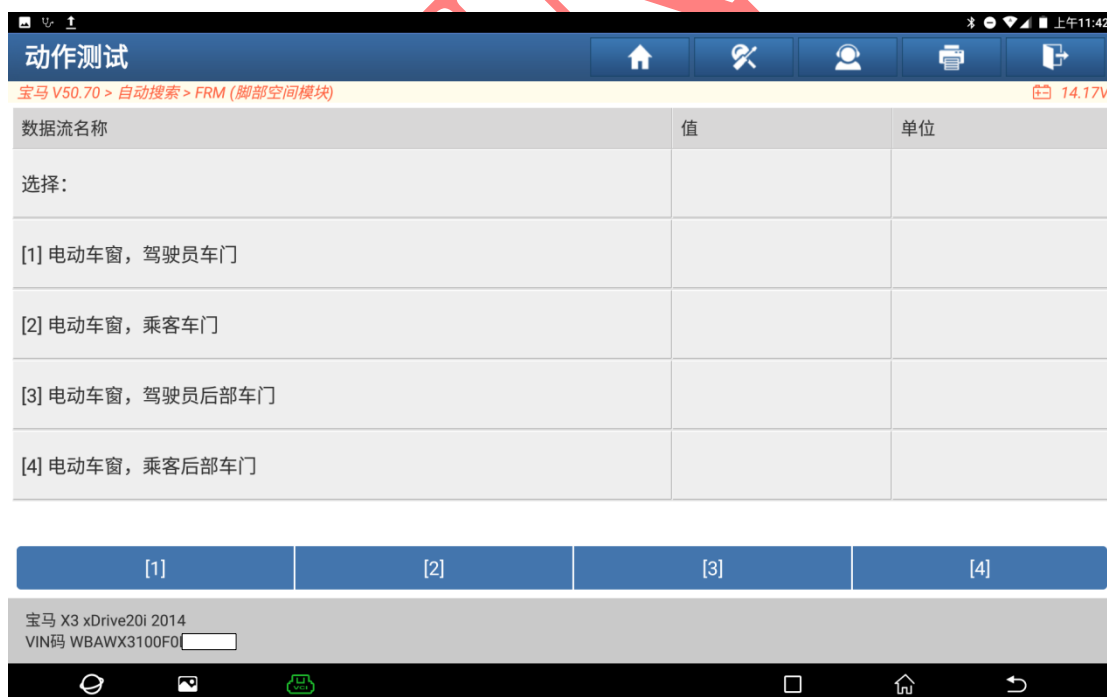 上午11:42
动作测试
宝马 V50.70 > 自动搜索 > FRM (脚部空间模块) 14.17V
数据流名称 值 单位
选择：
[1] 电动车窗，驾驶员车门
[2] 电动车窗，乘客车门
[3] 电动车窗，驾驶员后部车门
[4] 电动车窗，乘客后部车门
[1] [2] [3] [4]
宝马 X3 xDrive20i 2014
VIN码 WBAWX3100F0
VCI